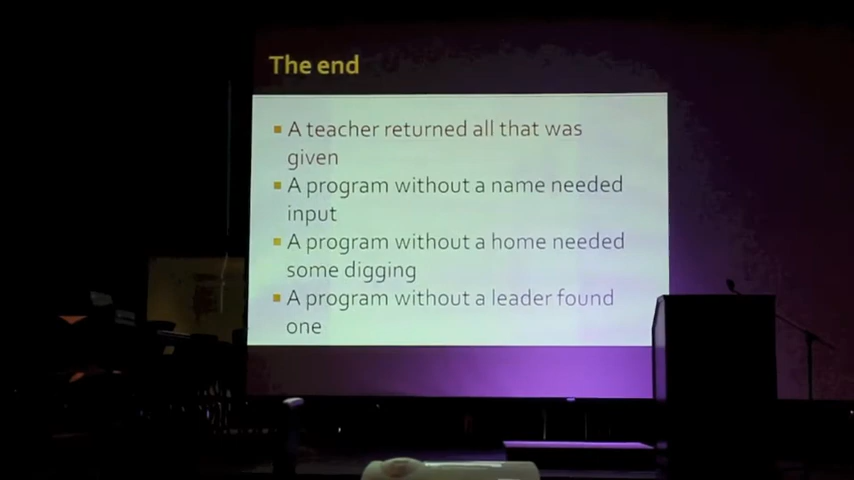 The end
A teacher returned all that was
given
A program without a name needed
input
A program without a home needed
some digging
A program without a leader found
one